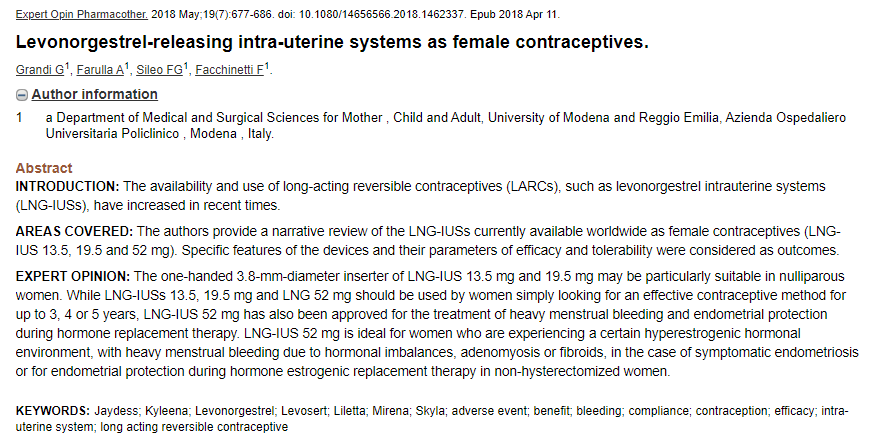 Expert Opin Pharmacother. 2018 May;19(7):677-686. doi: 10.1080/14656566.2018.1462337. Epub 2018 Apr 11.
Levonorgestrel-releasing intra-uterine systems as female contraceptives.
Grandi G1, Farulla A1, Sileo FG1, Facchinetti F1.
Author information
1 a Department of Medical and Surgical Sciences for Mother , Child and Adult, University of Modena and Reggio Emilia, Azienda Ospedaliero
Universitaria Policlinico , Modena , Italy.
Abstract
INTRODUCTION: The availability and use of long-acting reversible contraceptives (LARCs), such as levonorgestrel intrauterine systems
(LNG-IUSs), have increased in recent times.
AREAS COVERED: The authors provide a narrative review of the LNG-IUSs currently available worldwide as female contraceptives (LNG-
IUS 13.5, 19.5 and 52 mg). Specific features of the devices and their parameters of efficacy and tolerability were considered as outcomes.
EXPERT OPINION: The one-handed 3.8-mm-diameter inserter of LNG-IUS 13.5 mg and 19.5 mg may be particularly suitable in nulliparous
women. While LNG-IUSs 13.5, 19.5 mg and LNG 52 mg should be used by women simply looking for an effective contraceptive method for
up to 3, 4 or 5 years, LNG-IUS 52 mg has also been approved for the treatment of heavy menstrual bleeding and endometrial protection
during hormone replacement therapy. LNG-IUS 52 mg is ideal for women who are experiencing a certain hyperestrogenic hormonal
environment, with heavy menstrual bleeding due to hormonal imbalances, adenomyosis or fibroids, in the case of symptomatic endometriosis
or for endometrial protection during hormone estrogenic replacement therapy in non-hysterectomized women.
KEYWORDS: Jaydess; Kyleena; Levonorgestrel; Levosert; Liletta; Mirena; Skyla; adverse event; benefit; bleeding; compliance; contraception; efficacy; intra-
uterine system; long acting reversible contraceptive